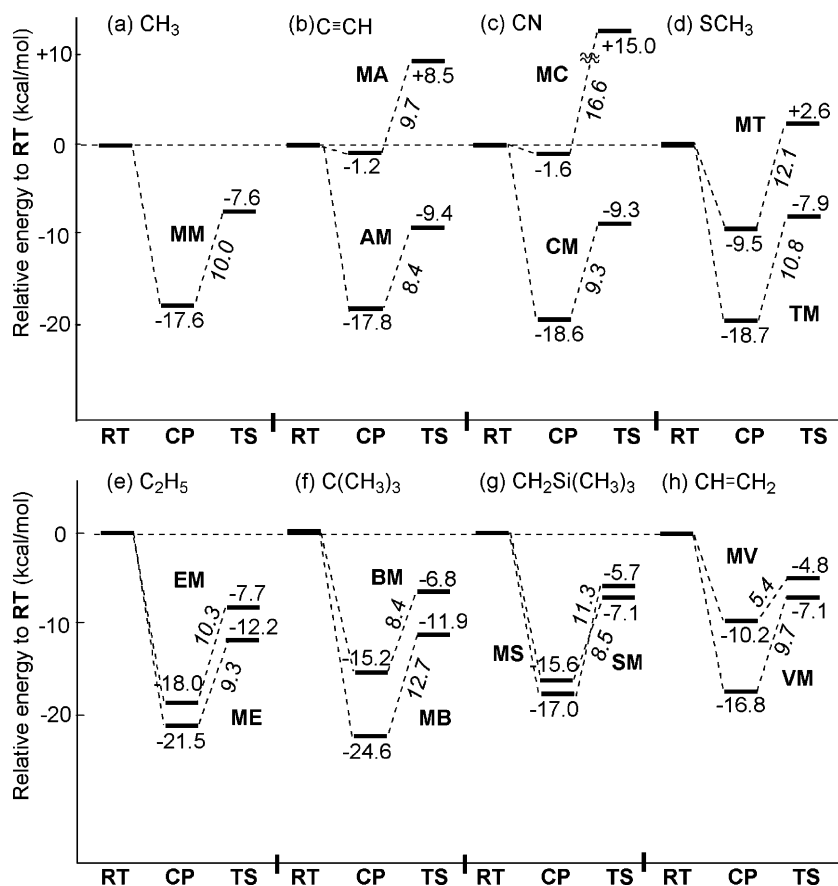 (a) CH₃ (b) C≡CH (c) CN (d) SCH₃
Relative energy to RT (kcal/mol)
+10
0
-10
-20
MM
-7.6
10.0
-17.6
MA
+8.5
9.7
-1.2
AM
-9.4
8.4
-17.8
MC
+15.0
16.6
-1.6
CM
-9.3
9.3
-18.6
MT
+2.6
12.1
-9.5
-7.9
10.8
TM
-18.7
RT CP TS RT CP TS RT CP TS RT CP TS
(e) C₂H₅ (f) C(CH₃)₃ (g) CH₂Si(CH₃)₃ (h) CH=CH₂
Relative energy to RT (kcal/mol)
0
-10
-20
EM
-7.7
10.3
-12.2
-18.0
9.3
ME
-21.5
BM
-6.8
8.4
-11.9
-15.2
12.7
MB
-24.6
-5.7
11.3
-7.1
MS
-15.6
8.5
SM
-17.0
MV
-4.8
5.4
-7.1
-10.2
9.7
VM
-16.8
RT CP TS RT CP TS RT CP TS RT CP TS